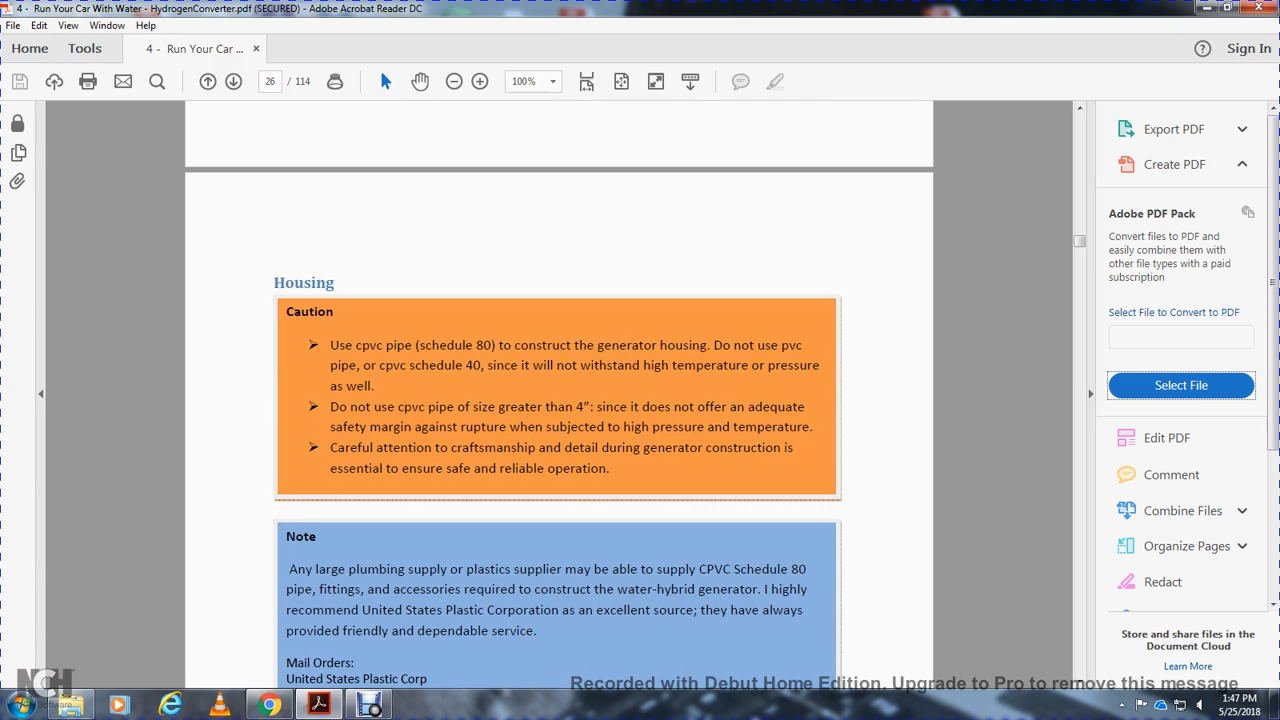 4 - Run Your Car With Water - HydrogenConverter.pdf (SECURED) - Adobe Acrobat Reader DC
File Edit View Window Help
Home Tools 4 - Run Your Car ... × Sign In
26 / 114 100%
Export PDF
Create PDF
Adobe PDF Pack
Convert files to PDF and
easily combine them with
other file types with a paid
subscription
Select File to Convert to PDF
Select File
Edit PDF
Comment
Combine Files
Organize Pages
Redact
Store and share files in the
Document Cloud
Learn More
Housing
Caution
Use cpvc pipe (schedule 80) to construct the generator housing. Do not use pvc
pipe, or cpvc schedule 40, since it will not withstand high temperature or pressure
as well.
Do not use cpvc pipe of size greater than 4″: since it does not offer an adequate
safety margin against rupture when subjected to high pressure and temperature.
Careful attention to craftsmanship and detail during generator construction is
essential to ensure safe and reliable operation.
Note
Any large plumbing supply or plastics supplier may be able to supply CPVC Schedule 80
pipe, fittings, and accessories required to construct the water-hybrid generator. I highly
recommend United States Plastic Corporation as an excellent source; they have always
provided friendly and dependable service.
Mail Orders:
United States Plastic Corp
NCH
Software
Recorded with Debut Home Edition. Upgrade to Pro to remove this message
1:47 PM
5/25/2018